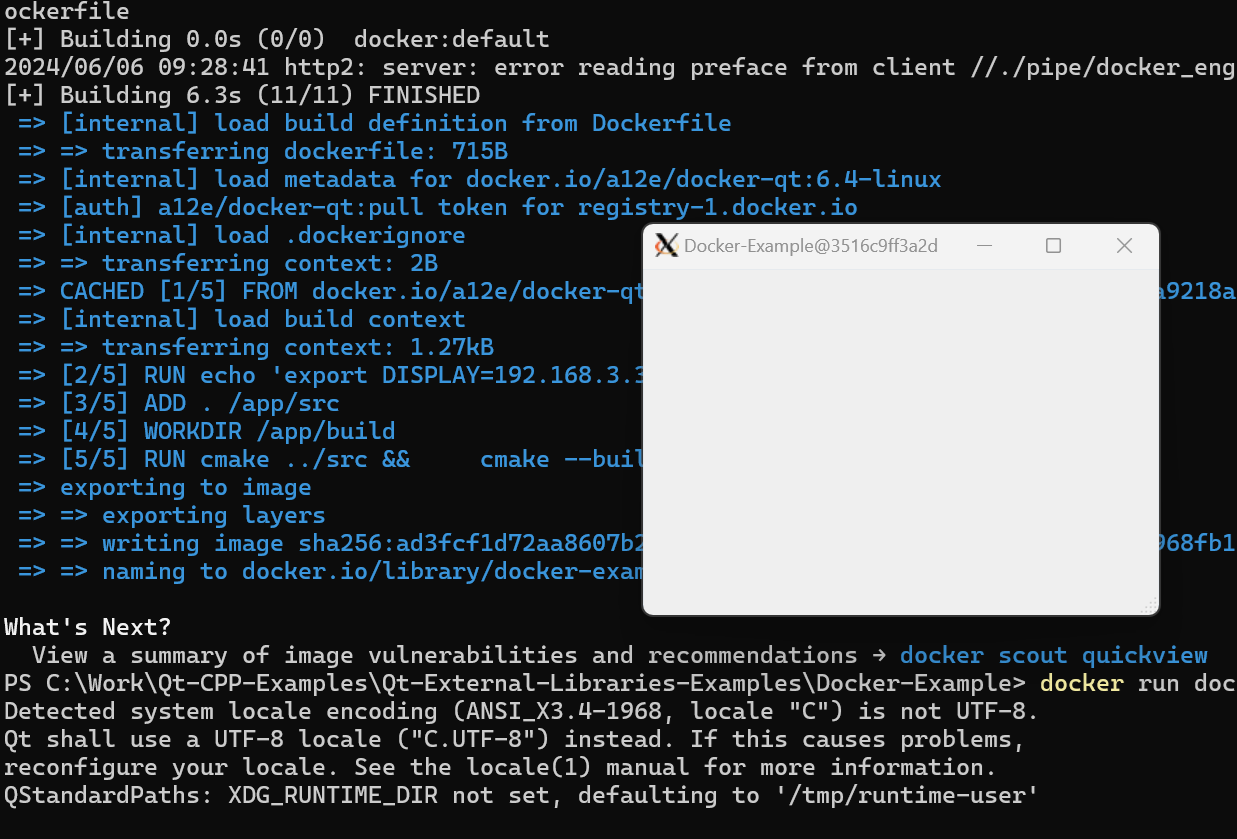 ockerfile
[+] Building 0.0s (0/0)  docker:default
2024/06/06 09:28:41 http2: server: error reading preface from client //./pipe/docker_eng
[+] Building 6.3s (11/11) FINISHED
=> [internal] load build definition from Dockerfile
=> => transferring dockerfile: 715B
=> [internal] load metadata for docker.io/a12e/docker-qt:6.4-linux
=> [auth] a12e/docker-qt:pull token for registry-1.docker.io
=> [internal] load .dockerignore
Docker-Example@3516c9ff3a2d
=> => transferring context: 2B
=> CACHED [1/5] FROM docker.io/a12e/docker-qt a9218a
=> [internal] load build context
=> => transferring context: 1.27kB
=> [2/5] RUN echo 'export DISPLAY=192.168.3.3
=> [3/5] ADD . /app/src
=> [4/5] WORKDIR /app/build
=> [5/5] RUN cmake ../src &&     cmake --buil
=> exporting to image
=> => exporting layers
=> => writing image sha256:ad3fcf1d72aa8607b2 968fb1
=> => naming to docker.io/library/docker-exam
What's Next?
View a summary of image vulnerabilities and recommendations → docker scout quickview
PS C:\Work\Qt-CPP-Examples\Qt-External-Libraries-Examples\Docker-Example> docker run doc
Detected system locale encoding (ANSI_X3.4-1968, locale "C") is not UTF-8.
Qt shall use a UTF-8 locale ("C.UTF-8") instead. If this causes problems,
reconfigure your locale. See the locale(1) manual for more information.
QStandardPaths: XDG_RUNTIME_DIR not set, defaulting to '/tmp/runtime-user'